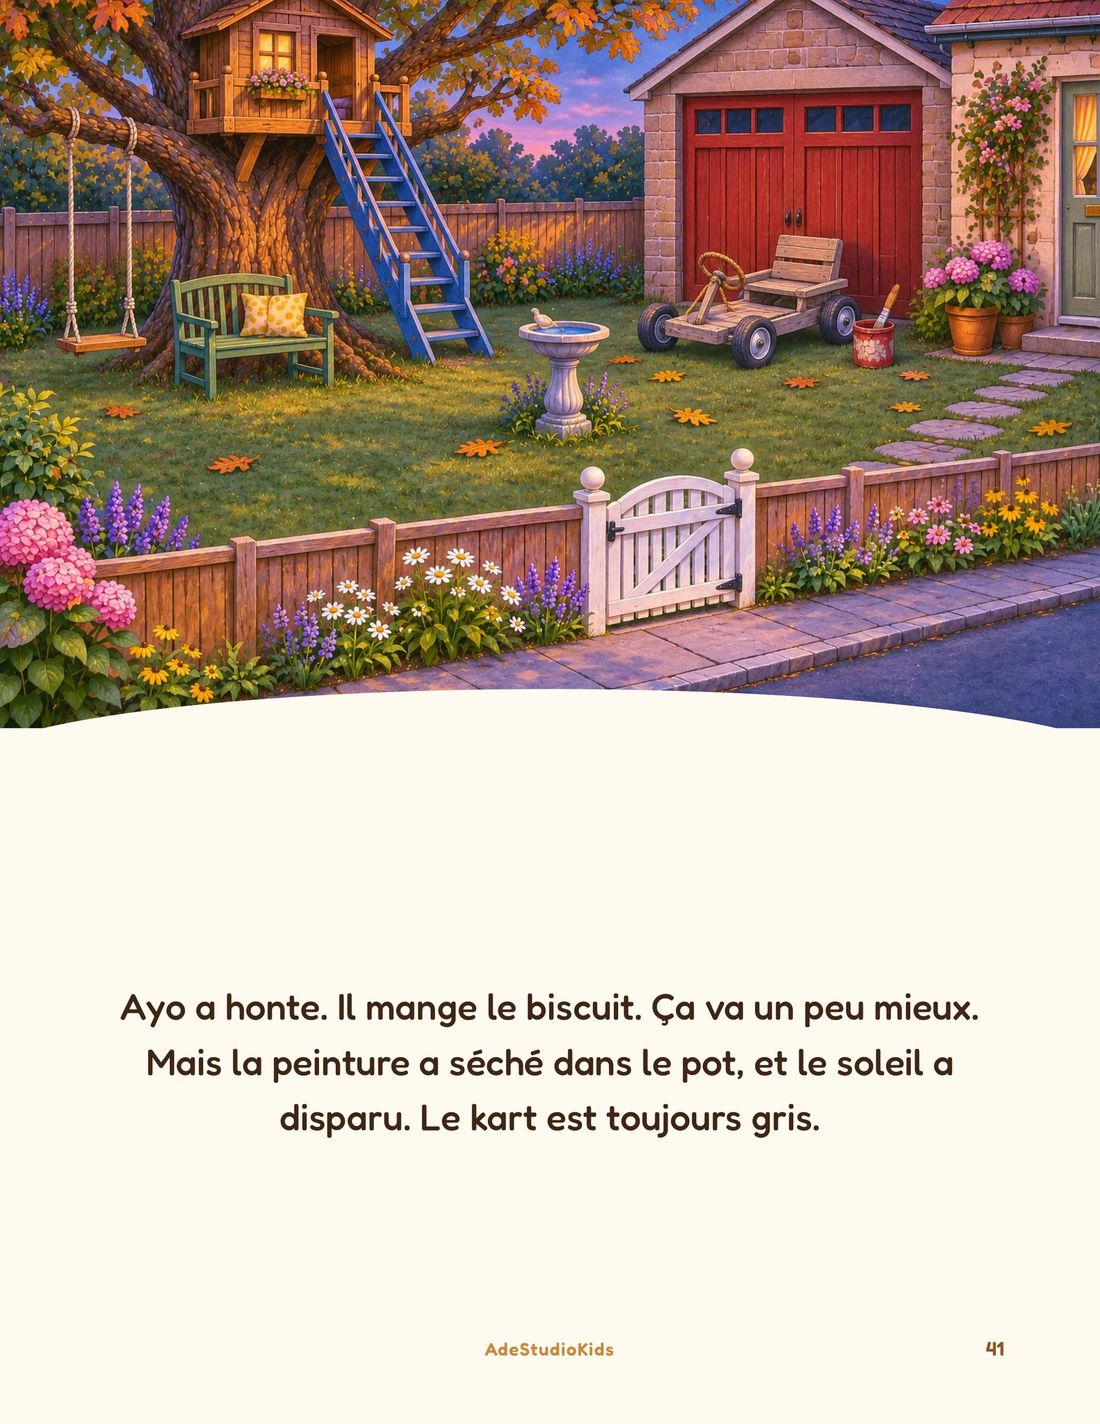 Ayo a honte. Il mange le biscuit. Ça va un peu mieux.
Mais la peinture a séché dans le pot, et le soleil a
disparu. Le kart est toujours gris.
AdeStudioKids
41